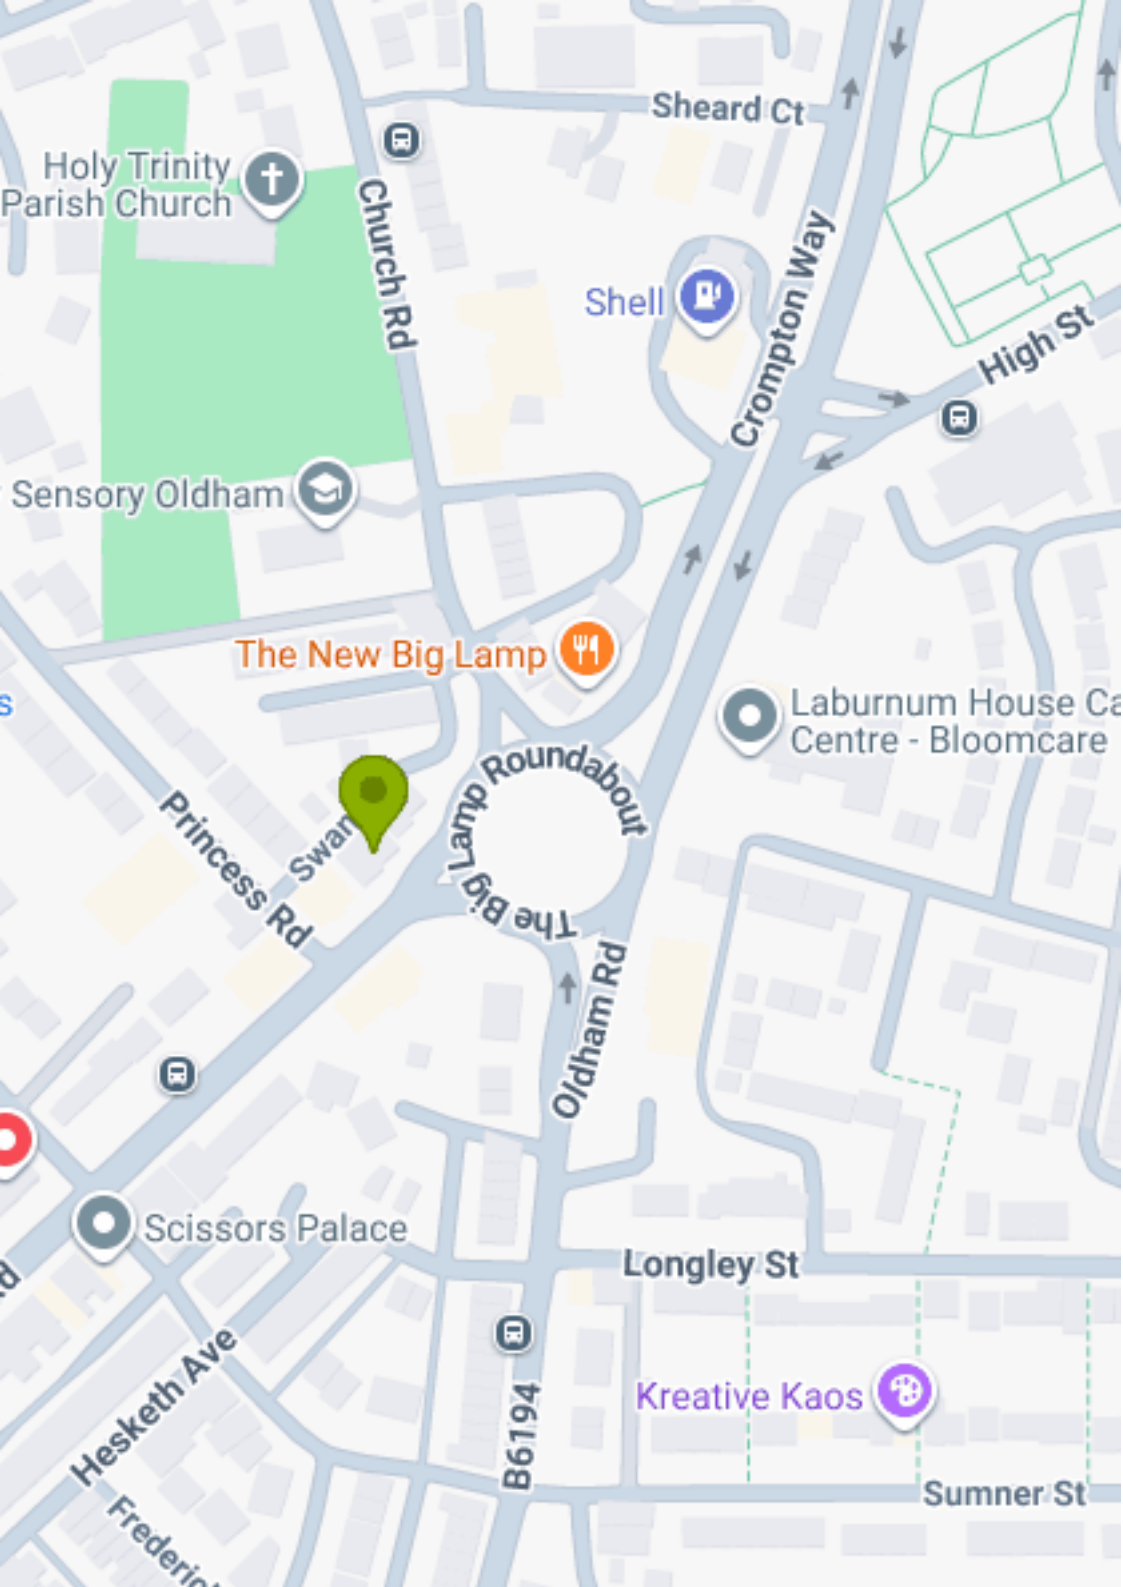 Sheard Ct
Holy Trinity
Parish Church
Church Rd
Shell
Crompton Way
High St
Sensory Oldham
The New Big Lamp
s
Laburnum House Ca
Centre - Bloomcare
The Big Lamp Roundabout
Swan
Princess Rd
Oldham Rd
Scissors Palace
Longley St
Hesketh Ave
B6194
Kreative Kaos
Sumner St
Frederic